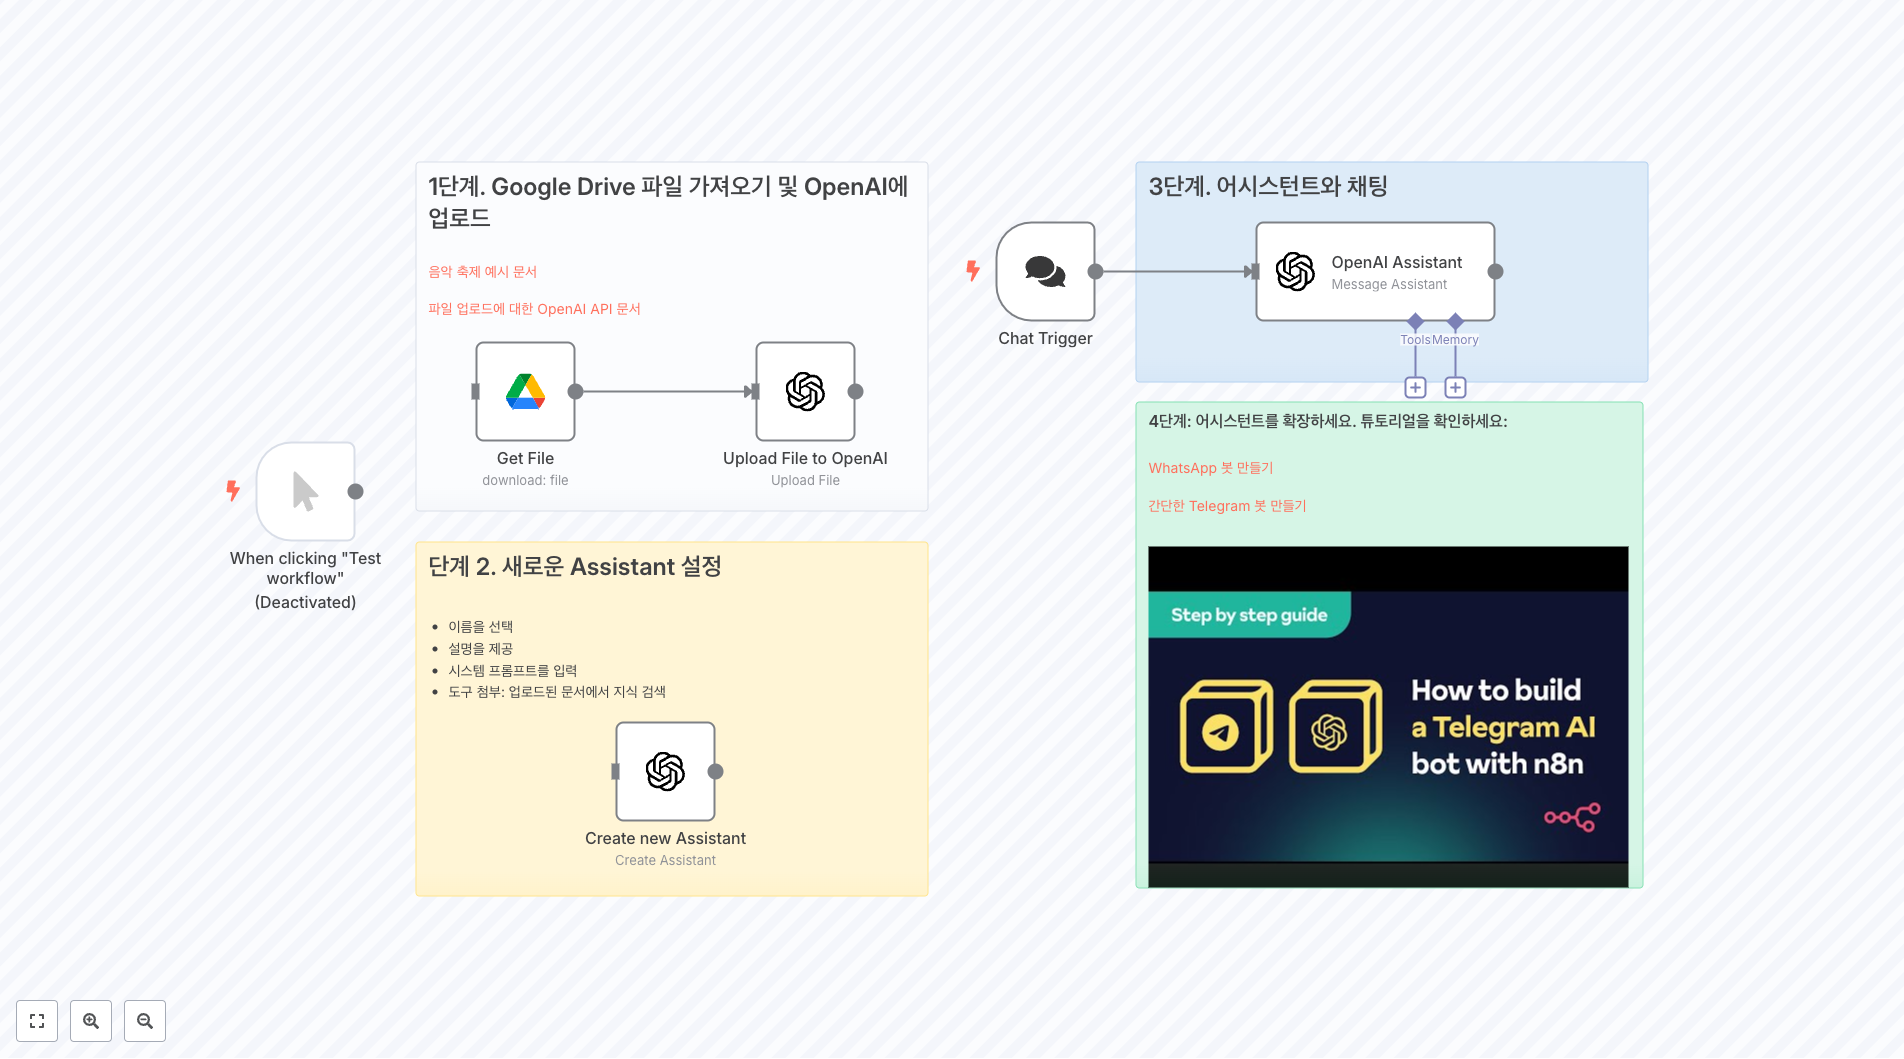 1단계. Google Drive 파일 가져오기 및 OpenAI에
업로드
음악 축제 예시 문서
파일 업로드에 대한 OpenAI API 문서
Get File
download: file
Upload File to OpenAI
Upload File
When clicking "Test
workflow"
(Deactivated)
단계 2. 새로운 Assistant 설정
• 이름을 선택
• 설명을 제공
• 시스템 프롬프트를 입력
• 도구 첨부: 업로드된 문서에서 지식 검색
Create new Assistant
Create Assistant
Chat Trigger
3단계. 어시스턴트와 채팅
OpenAI Assistant
Message Assistant
Tools
Memory
4단계: 어시스턴트를 확장하세요. 튜토리얼을 확인하세요:
WhatsApp 봇 만들기
간단한 Telegram 봇 만들기
Step by step guide
How to build
a Telegram AI
bot with n8n